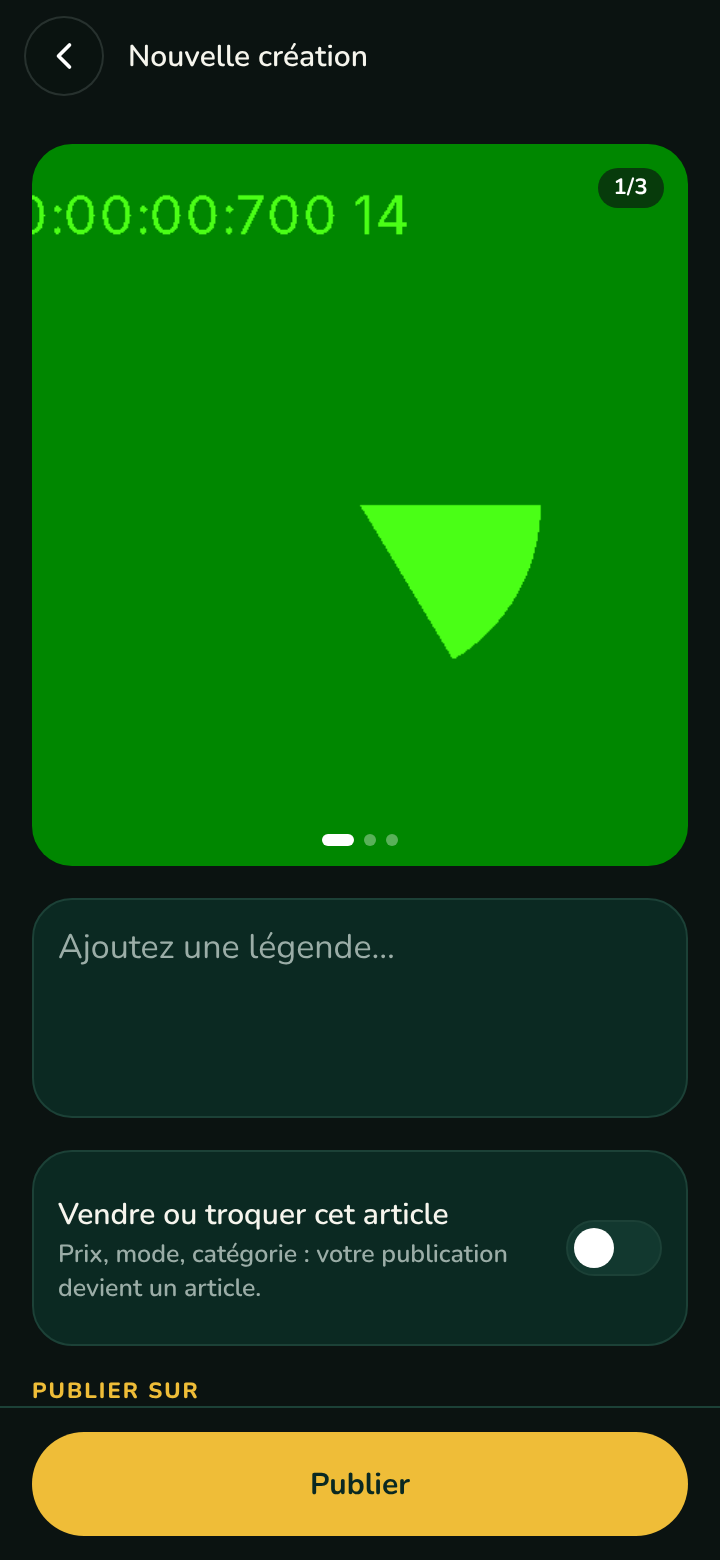 Nouvelle création
0:00:00:700 14
1/3
Ajoutez une légende...
Vendre ou troquer cet article
Prix, mode, catégorie : votre publication
devient un article.
PUBLIER SUR
Publier